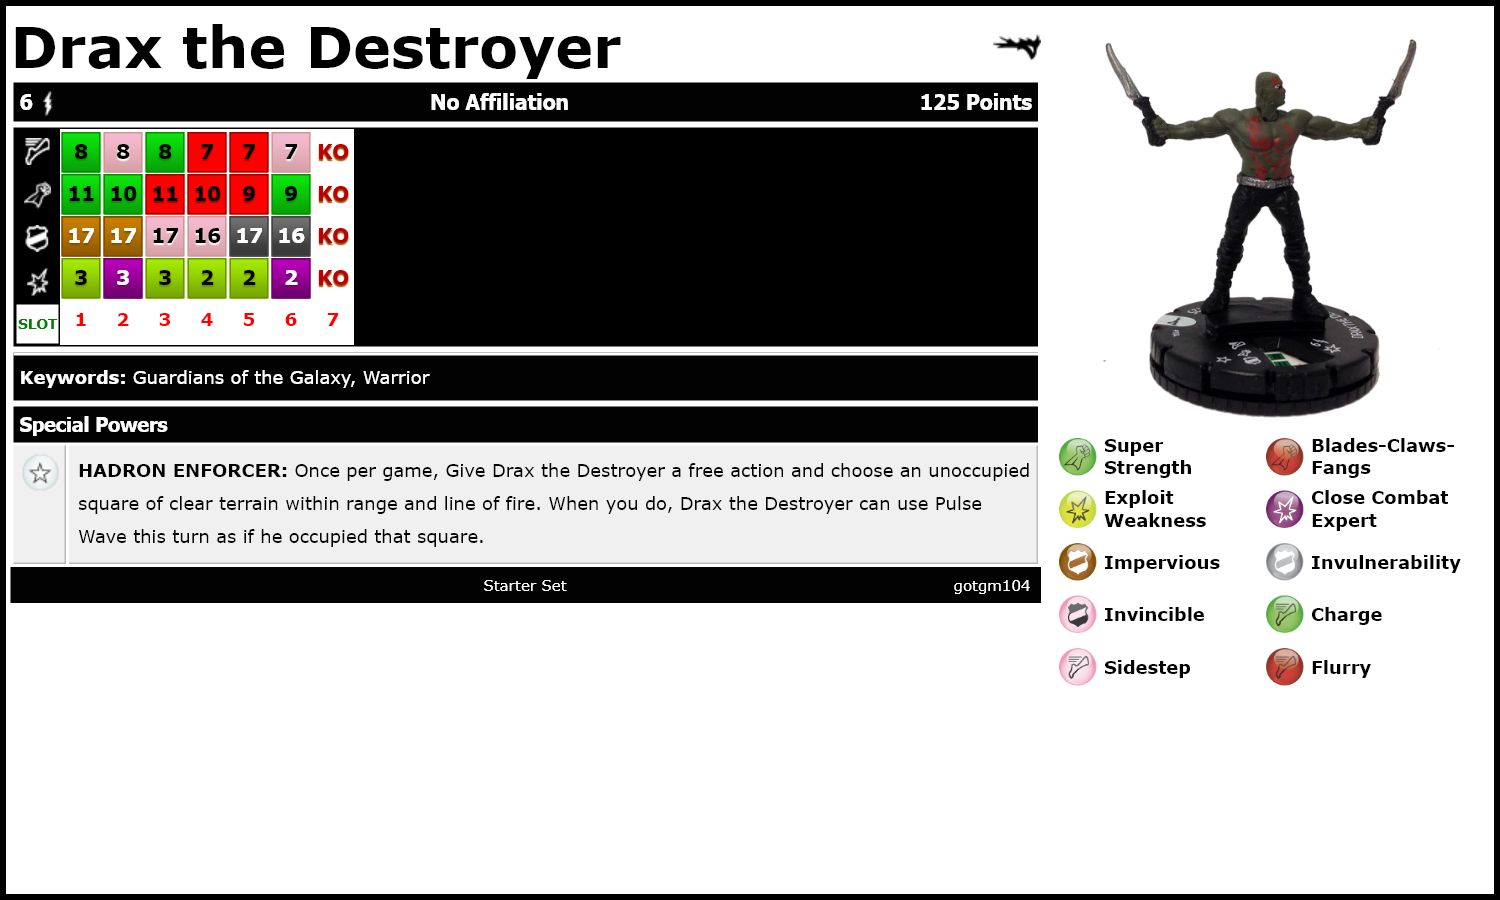 Drax the Destroyer
6 No Affiliation 125 Points
8 8 8 7 7 7 KO
11 10 11 10 9 9 KO
17 17 17 16 17 16 KO
3 3 3 2 2 2 KO
SLOT 1 2 3 4 5 6 7
Keywords: Guardians of the Galaxy, Warrior
Special Powers
HADRON ENFORCER: Once per game, Give Drax the Destroyer a free action and choose an unoccupied
square of clear terrain within range and line of fire. When you do, Drax the Destroyer can use Pulse
Wave this turn as if he occupied that square.
Starter Set gotgm104
Super
Strength
Blades-Claws-
Fangs
Exploit
Weakness
Close Combat
Expert
Impervious
Invulnerability
Invincible
Charge
Sidestep
Flurry